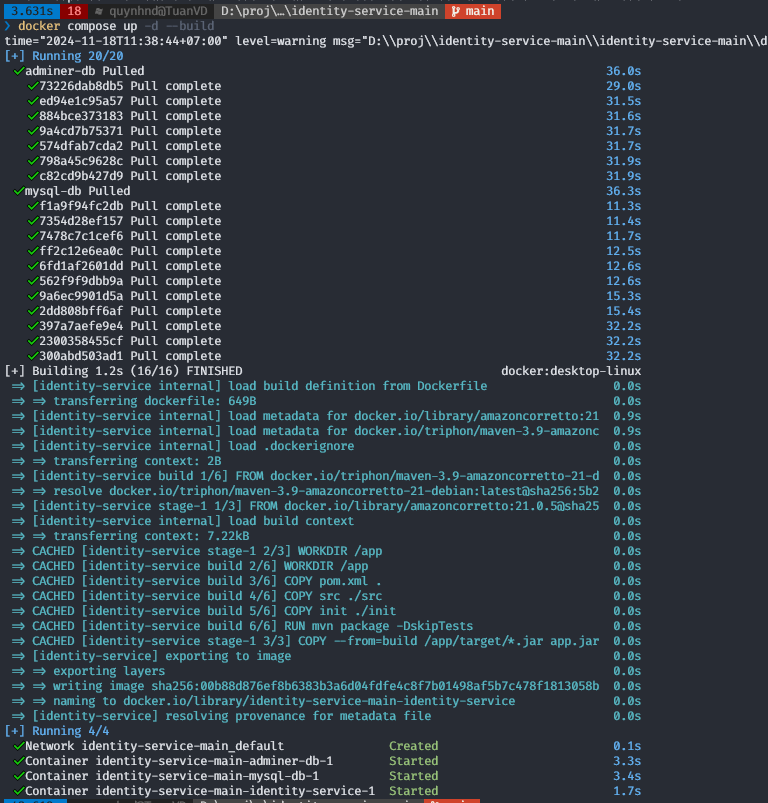 3.631s 18 quynhnd@TuanVD D:\proj\…\identity-service-main main
❯ docker compose up -d --build
time="2024-11-18T11:38:44+07:00" level=warning msg="D:\\proj\\identity-service-main\\identity-service-main\\d
[+] Running 20/20
✓adminer-db Pulled 36.0s
✓73226dab8db5 Pull complete 29.0s
✓ed94e1c95a57 Pull complete 31.5s
✓884bce373183 Pull complete 31.6s
✓9a4cd7b75371 Pull complete 31.7s
✓574dfab7cda2 Pull complete 31.7s
✓798a45c9628c Pull complete 31.9s
✓c82cd9b427d9 Pull complete 31.9s
✓mysql-db Pulled 36.3s
✓f1a9f94fc2db Pull complete 11.3s
✓7354d28ef157 Pull complete 11.4s
✓7478c7c1cef6 Pull complete 11.7s
✓ff2c12e6ea0c Pull complete 12.5s
✓6fd1af2601dd Pull complete 12.6s
✓562f9f9dbb9a Pull complete 12.6s
✓9a6ec9901d5a Pull complete 15.3s
✓2dd808bff6af Pull complete 15.4s
✓397a7aefe9e4 Pull complete 32.2s
✓2300358455cf Pull complete 32.2s
✓300abd503ad1 Pull complete 32.2s
[+] Building 1.2s (16/16) FINISHED docker:desktop-linux
=> [identity-service internal] load build definition from Dockerfile 0.0s
=> => transferring dockerfile: 649B 0.0s
=> [identity-service internal] load metadata for docker.io/library/amazoncorretto:21 0.9s
=> [identity-service internal] load metadata for docker.io/triphon/maven-3.9-amazonc 0.9s
=> [identity-service internal] load .dockerignore 0.0s
=> => transferring context: 2B 0.0s
=> [identity-service build 1/6] FROM docker.io/triphon/maven-3.9-amazoncorretto-21-d 0.0s
=> => resolve docker.io/triphon/maven-3.9-amazoncorretto-21-debian:latest@sha256:5b2 0.0s
=> [identity-service stage-1 1/3] FROM docker.io/library/amazoncorretto:21.0.5@sha25 0.0s
=> [identity-service internal] load build context 0.0s
=> => transferring context: 7.22kB 0.0s
=> CACHED [identity-service stage-1 2/3] WORKDIR /app 0.0s
=> CACHED [identity-service build 2/6] WORKDIR /app 0.0s
=> CACHED [identity-service build 3/6] COPY pom.xml . 0.0s
=> CACHED [identity-service build 4/6] COPY src ./src 0.0s
=> CACHED [identity-service build 5/6] COPY init ./init 0.0s
=> CACHED [identity-service build 6/6] RUN mvn package -DskipTests 0.0s
=> CACHED [identity-service stage-1 3/3] COPY --from=build /app/target/*.jar app.jar 0.0s
=> [identity-service] exporting to image 0.0s
=> => exporting layers 0.0s
=> => writing image sha256:00b88d876ef8b6383b3a6d04fdfe4c8f7b01498af5b7c478f1813058b 0.0s
=> => naming to docker.io/library/identity-service-main-identity-service 0.0s
=> [identity-service] resolving provenance for metadata file 0.0s
[+] Running 4/4
✓Network identity-service-main_default Created 0.1s
✓Container identity-service-main-adminer-db-1 Started 3.3s
✓Container identity-service-main-mysql-db-1 Started 3.4s
✓Container identity-service-main-identity-service-1 Started 1.7s